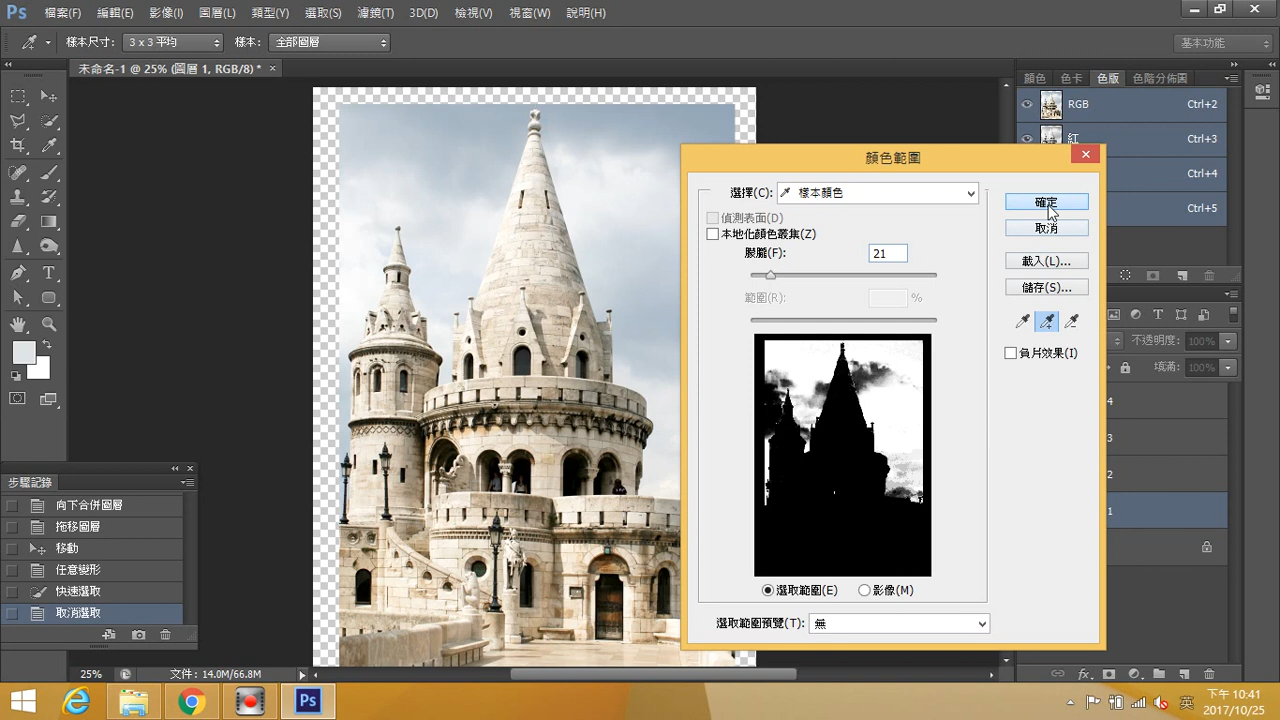 Ps 檔案(F) 編輯(E) 影像(I) 圖層(L) 類型(Y) 選取(S) 濾鏡(T) 3D(D) 檢視(V) 視窗(W) 說明(H)
樣本尺寸: 3 x 3 平均 樣本: 全部圖層 基本功能
未命名-1 @ 25% (圖層 1, RGB/8) * ×
顏色 色卡 色版 色階分佈圖
RGB Ctrl+2
紅 Ctrl+3
Ctrl+4
Ctrl+5
顏色範圍
選擇(C): 樣本顏色
偵測表面(D)
本地化顏色叢集(Z)
朦朧(F): 21
範圍(R): %
確定
取消
載入(L)...
儲存(S)...
負片效果(I)
選取範圍(E) 影像(M)
選取範圍預覽(T): 無
不透明度: 100%
填滿: 100%
4
3
2
1
步驟記錄
向下合併圖層
拖移圖層
移動
任意變形
快速選取
取消選取
25% 文件: 14.0M/66.8M
fx
Ps
英
下午 10:41
2017/10/25